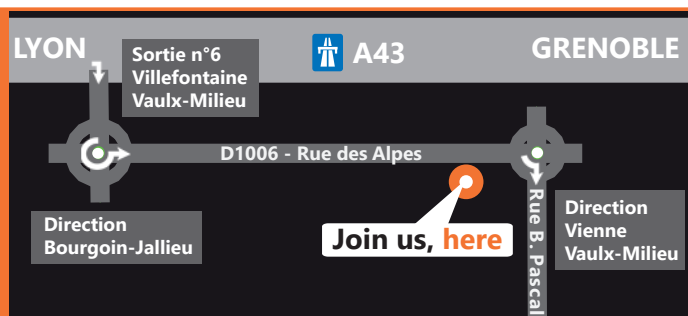 LYON
Sortie n°6
Villefontaine
Vaulx-Milieu
A43
GRENOBLE
D1006 - Rue des Alpes
Direction
Bourgoin-Jallieu
Join us, here
Rue B. Pascal
Direction
Vienne
Vaulx-Milieu